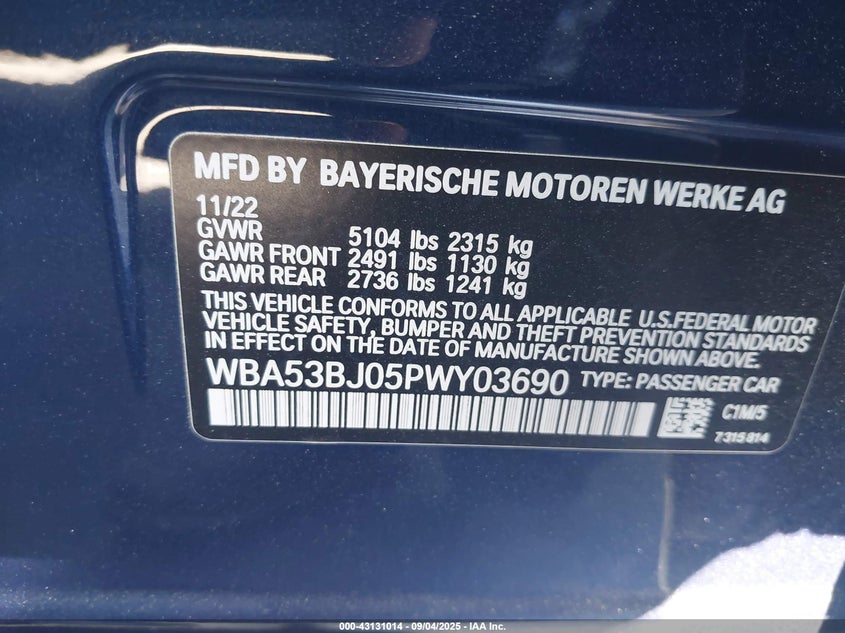 MFD BY BAYERISCHE MOTOREN WERKE AG
11/22
GVWR 5104 lbs 2315 kg
GAWR FRONT 2491 lbs 1130 kg
GAWR REAR 2736 lbs 1241 kg
THIS VEHICLE CONFORMS TO ALL APPLICABLE U.S.FEDERAL MOTOR
VEHICLE SAFETY, BUMPER AND THEFT PREVENTION STANDARDS
IN EFFECT ON THE DATE OF MANUFACTURE SHOWN ABOVE.
WBA53BJ05PWY03690 TYPE: PASSENGER CAR
C1MI5
7315814
000-43131014 - 09/04/2025 - IAA Inc.